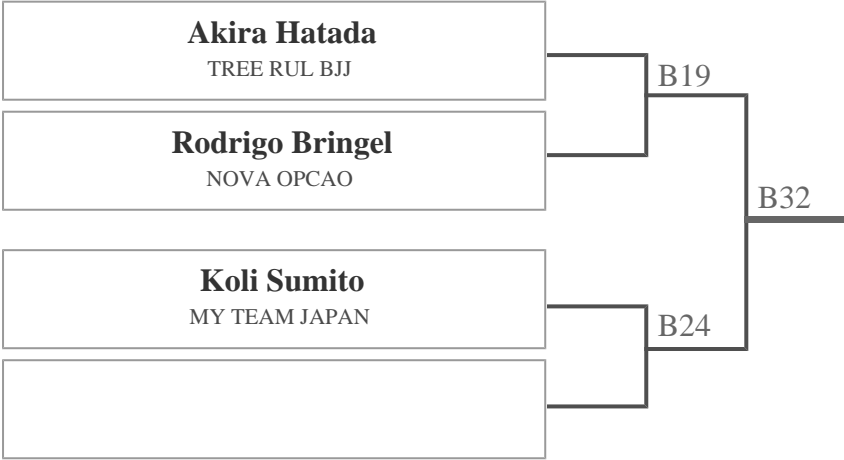 Akira Hatada
TREE RUL BJJ
B19
Rodrigo Bringel
NOVA OPCAO
B32
Koli Sumito
MY TEAM JAPAN
B24